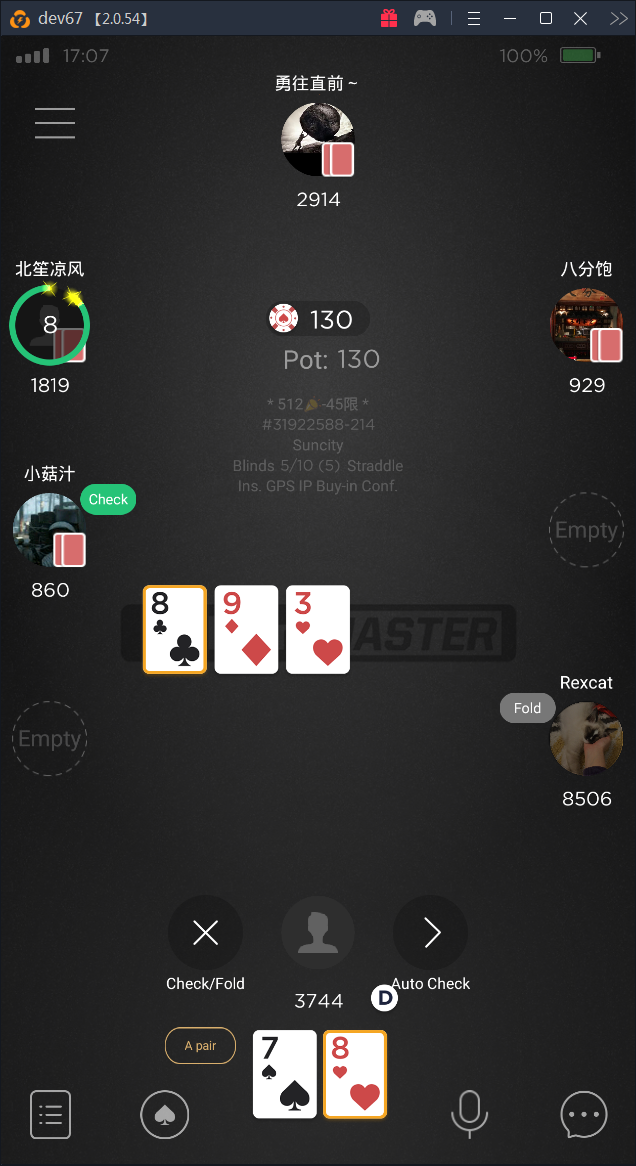 dev67 【2.0.54】
17:07
100%
勇往直前～
2914
北笙凉风
8
1819
八分饱
929
130
Pot: 130
* 512 -45限 *
#31922588-214
Suncity
Blinds 5/10 (5) Straddle
Ins. GPS IP Buy-in Conf.
小菇汁
Check
860
Empty
8
9
3
MASTER
Rexcat
Fold
8506
Empty
Check/Fold
Auto Check
3744
D
A pair
7
8